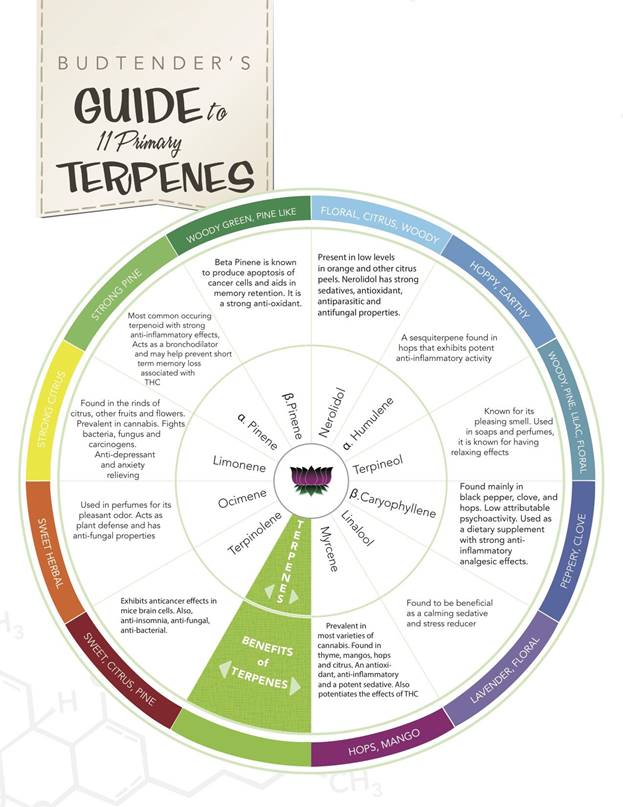 BUDTENDER'S
GUIDE to
11 Primary
TERPENES
WOODY GREEN, PINE LIKE
FLORAL, CITRUS, WOODY
HOPPY, EARTHY
WOODY, PINE, LILAC, FLORAL
PEPPERY, CLOVE
LAVENDER, FLORAL
HOPS, MANGO
SWEET, CITRUS, PINE
SWEET HERBAL
STRONG CITRUS
STRONG PINE
Beta Pinene is known
to produce apoptosis of
cancer cells and aids in
memory retention. It is
a strong anti-oxidant.
Present in low levels
in orange and other citrus
peels. Nerolidol has strong
sedatives, antioxidant,
antiparasitic and
antifungal properties.
A sesquiterpene found in
hops that exhibits potent
anti-inflammatory activity
Known for its
pleasing smell. Used
in soaps and perfumes,
it is known for having
relaxing effects
Found mainly in
black pepper, clove, and
hops. Low attributable
psychoactivity. Used as
a dietary supplement
with strong anti-
inflammatory
analgesic effects.
Found to be beneficial
as a calming sedative
and stress reducer
Prevalent in
most varieties of
cannabis. Found in
thyme, mangos, hops
and citrus. An antioxi-
dant, anti-inflammatory
and a potent sedative. Also
potentiates the effects of THC
Exhibits anticancer effects in
mice brain cells. Also,
anti-insomnia, anti-fungal,
anti-bacterial.
Used in perfumes for its
pleasant odor. Acts as
plant defense and has
anti-fungal properties
Found in the rinds of
citrus, other fruits and flowers.
Prevalent in cannabis. Fights
bacteria, fungus and
carcinogens.
Anti-depressant
and anxiety
relieving
Most common occuring
terpenoid with strong
anti-inflammatory effects,
Acts as a bronchodilator
and may help prevent short
term memory loss
associated with
THC
β.Pinene
Nerolidol
α. Humulene
Terpineol
β.Caryophyllene
Linalool
Myrcene
Terpinolene
Ocimene
Limonene
α. Pinene
TERPENES
BENEFITS
of
TERPENES
H3
H
CH3